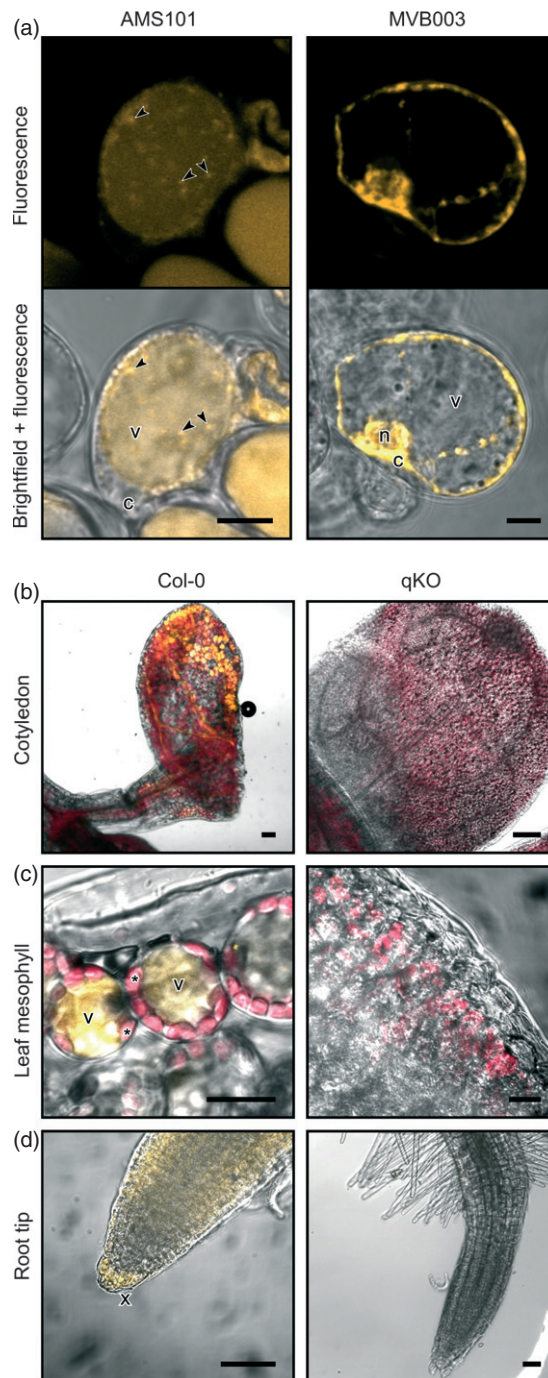 (a)
AMS101 MVB003
Fluorescence
Brightfield + fluorescence
v
c
v
n
c
(b)
Col-0 qKO
Cotyledon
(c)
Leaf mesophyll
v
*
*
v
(d)
Root tip
x